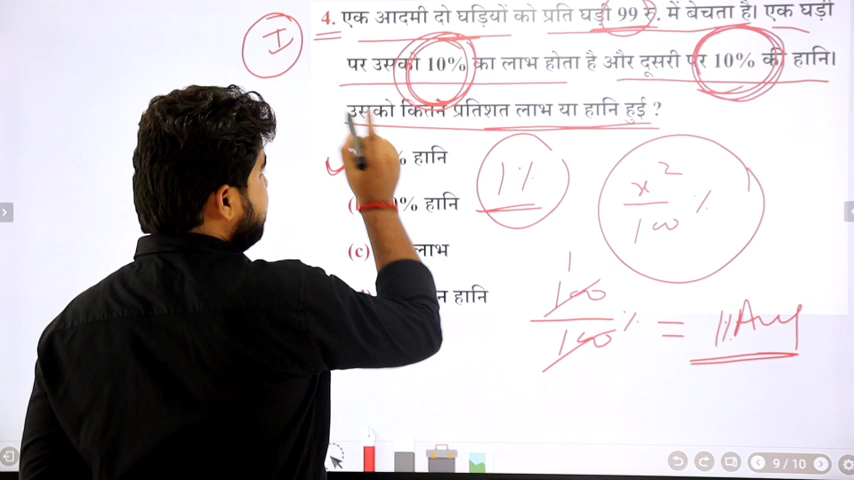 4. एक आदमी दो घड़ियों को प्रति घड़ी 99 रु. में बेचता है। एक घड़ी
I
पर उसको 10% का लाभ होता है और दूसरी पर 10% की हानि।
उसको कितने प्रतिशत लाभ या हानि हुई ?
% हानि
1%
x²
100 %
% हानि
लाभ
हानि
1
100
100 % =
9 / 10